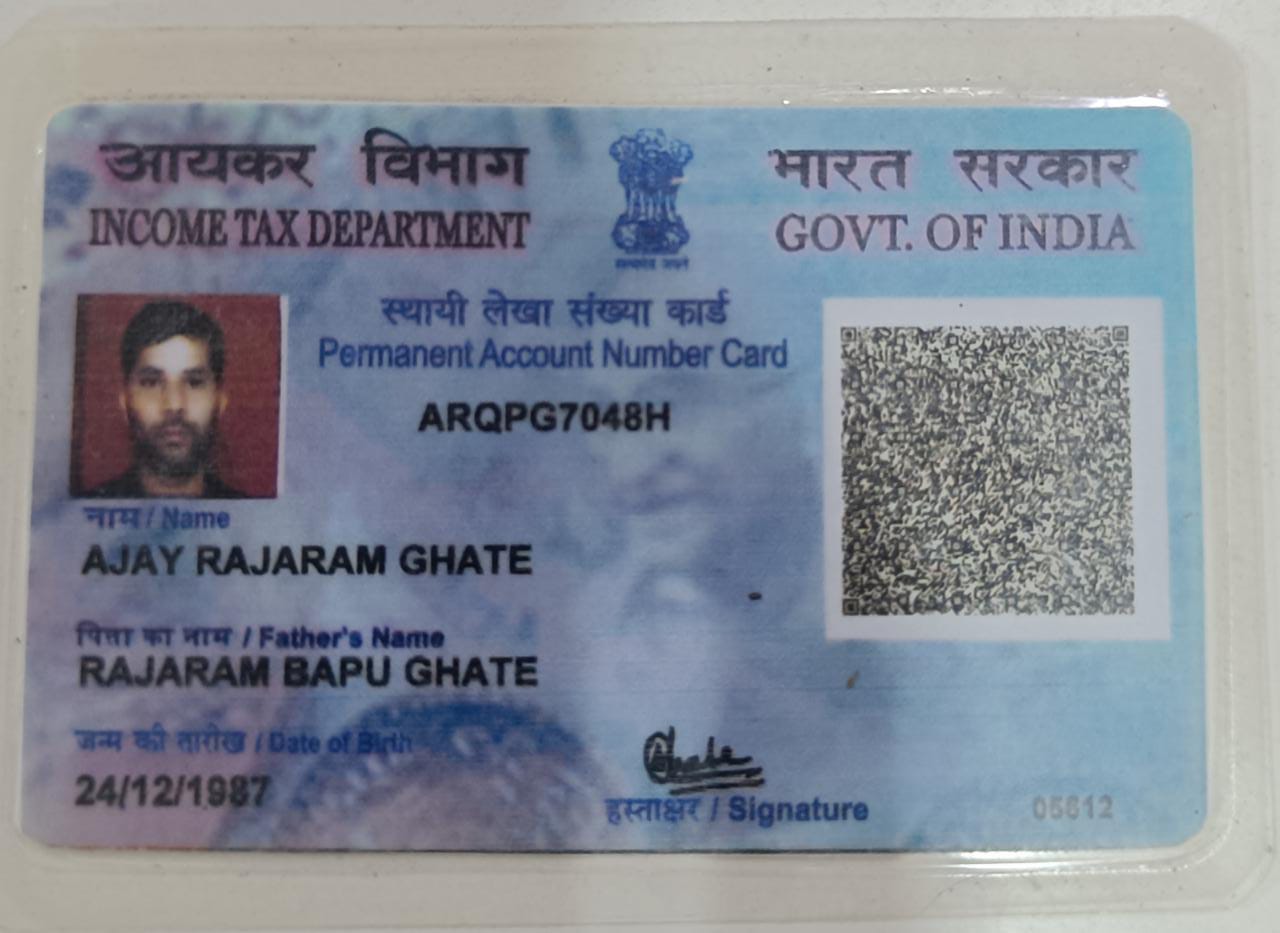 आयकर विभाग
INCOME TAX DEPARTMENT
सत्यमेव जयते
भारत सरकार
GOVT. OF INDIA
स्थायी लेखा संख्या कार्ड
Permanent Account Number Card
ARQPG7048H
नाम / Name
AJAY RAJARAM GHATE
पिता का नाम / Father's Name
RAJARAM BAPU GHATE
जन्म की तारीख / Date of Birth
24/12/1987
Ghate
हस्ताक्षर / Signature